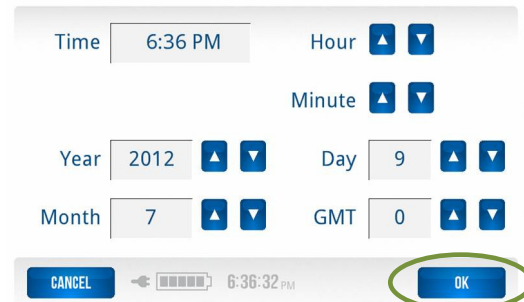 Time 6:36 PM Hour
Minute
Year 2012 Day 9
Month 7 GMT 0
CANCEL 6:36:32 PM OK